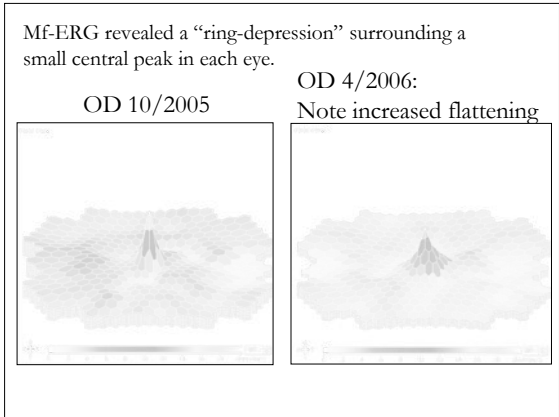 Mf-ERG revealed a “ring-depression” surrounding a
small central peak in each eye.
OD 10/2005
OD 4/2006:
Note increased flattening